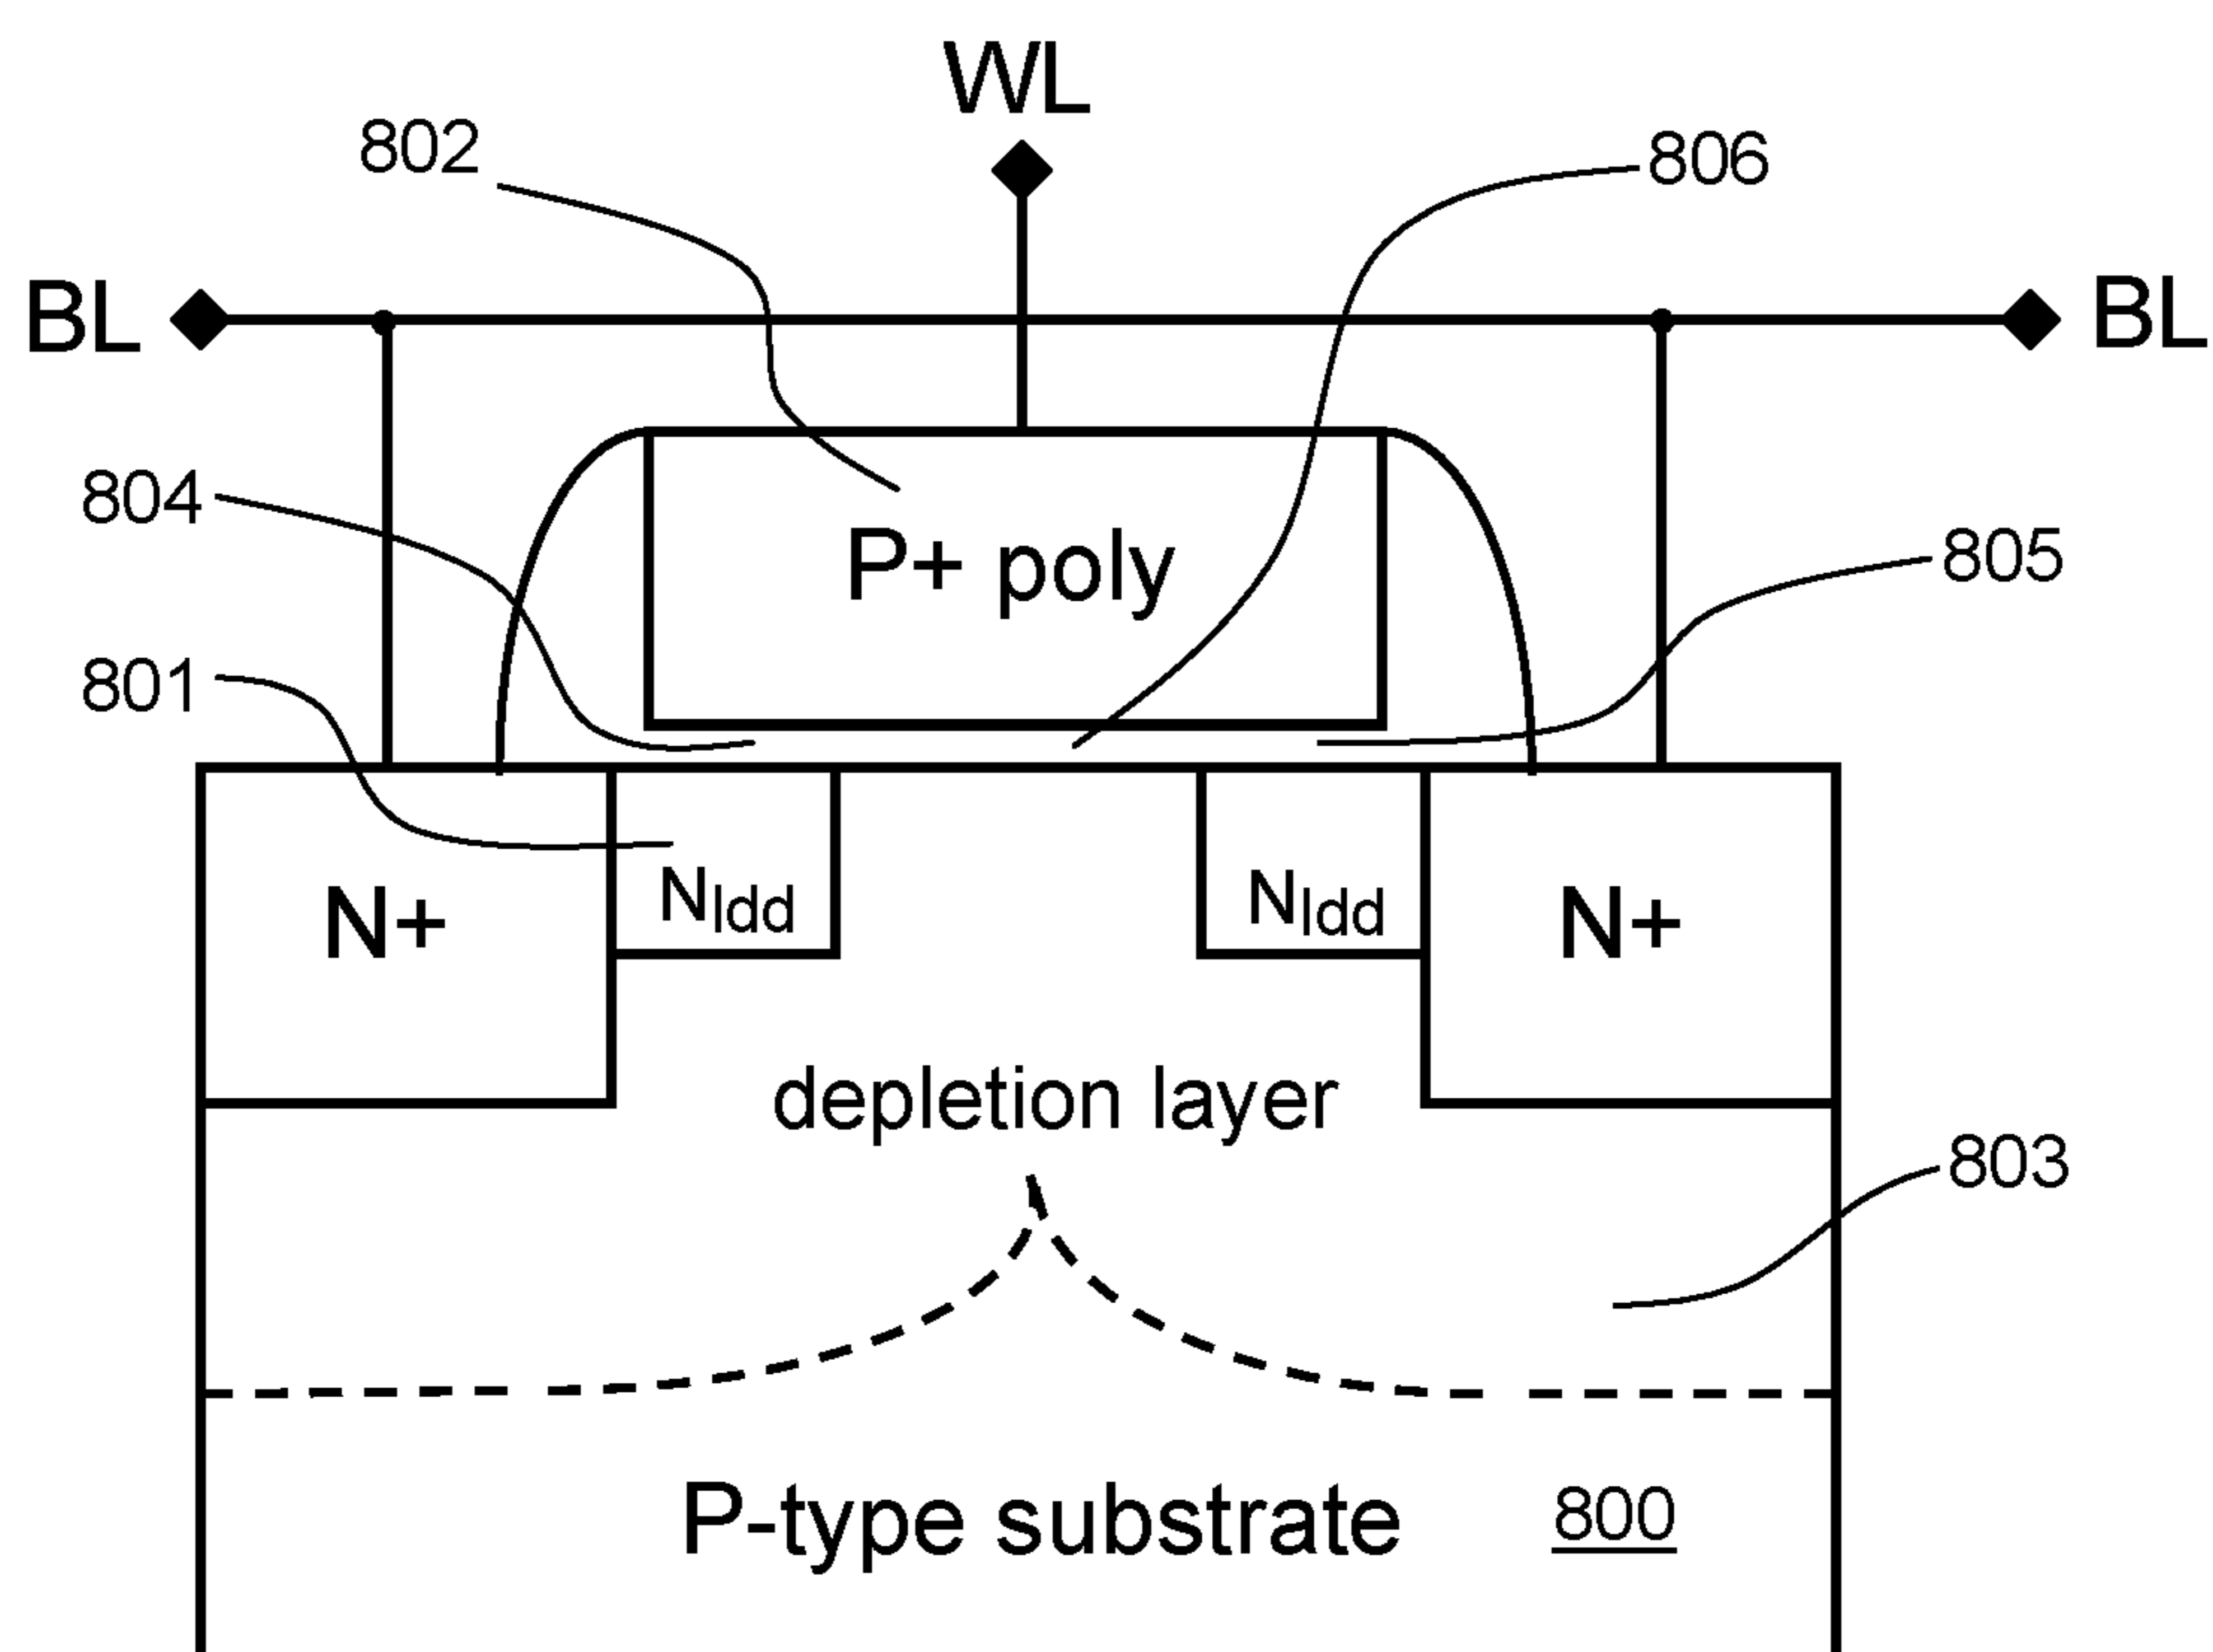 WL
802
806
BL
BL
804
P+ poly
805
801
N+
Nldd
Nldd
N+
depletion layer
803
P-type substrate
800